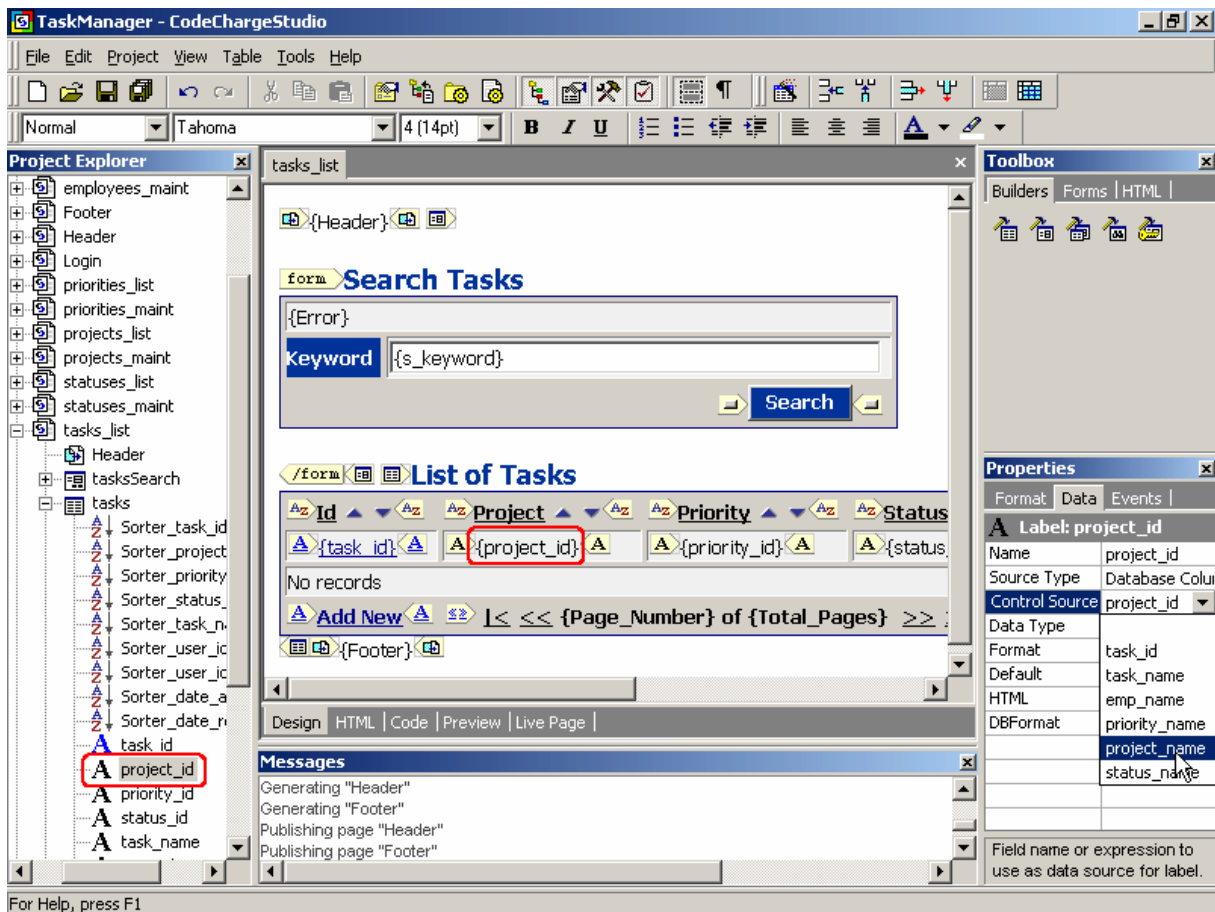 TaskManager - CodeChargeStudio
File Edit Project View Table Tools Help
Normal Tahoma 4 (14pt) B I U A
Project Explorer
employees_maint
Footer
Header
Login
priorities_list
priorities_maint
projects_list
projects_maint
statuses_list
statuses_maint
tasks_list
Header
tasksSearch
tasks
Sorter_task_id
Sorter_project
Sorter_priority
Sorter_status_
Sorter_task_n
Sorter_user_ic
Sorter_user_ic
Sorter_date_a
Sorter_date_r
task_id
project_id
priority_id
status_id
task_name
tasks_list
{Header}
form Search Tasks
{Error}
Keyword {s_keyword}
Search
/form List of Tasks
Id Project Priority Status
{task_id} {project_id} {priority_id} {status_
No records
Add New |< << {Page_Number} of {Total_Pages} >>
{Footer}
Design HTML Code Preview Live Page
Messages
Generating "Header"
Generating "Footer"
Publishing page "Header"
Publishing page "Footer"
Toolbox
Builders Forms HTML
Properties
Format Data Events
A Label: project_id
Name project_id
Source Type Database Colu
Control Source project_id
Data Type
Format task_id
Default task_name
HTML emp_name
DBFormat priority_name
project_name
status_name
Field name or expression to
use as data source for label.
For Help, press F1